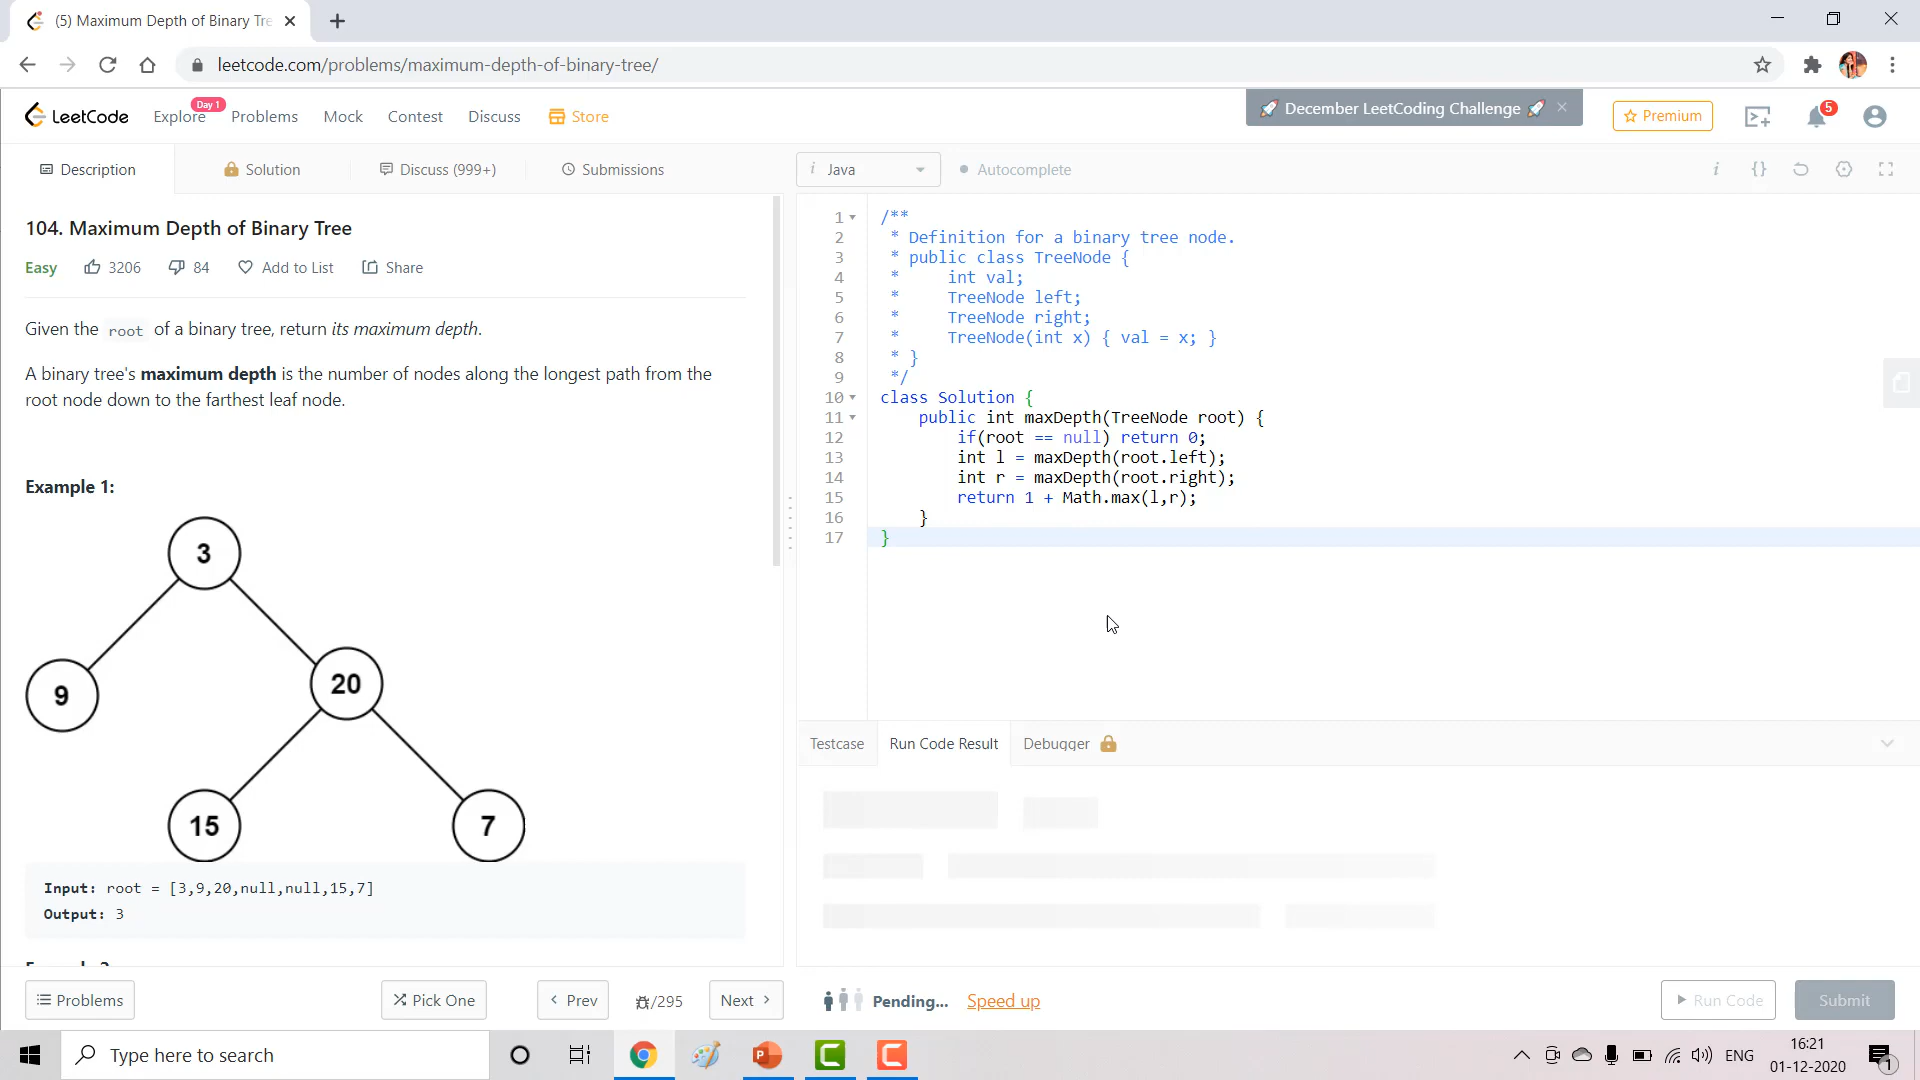 (5) Maximum Depth of Binary Tre
leetcode.com/problems/maximum-depth-of-binary-tree/
LeetCode
Explore
Day 1
Problems
Mock
Contest
Discuss
Store
December LeetCoding Challenge
Premium
5
Description
Solution
Discuss (999+)
Submissions
i Java
Autocomplete
i {}
104. Maximum Depth of Binary Tree
Easy 3206 84 Add to List Share
Given the root of a binary tree, return its maximum depth.
A binary tree's maximum depth is the number of nodes along the longest path from the
root node down to the farthest leaf node.
Example 1:
3
9
20
15
7
Input: root = [3,9,20,null,null,15,7]
Output: 3
1 /**
2 * Definition for a binary tree node.
3 * public class TreeNode {
4 * int val;
5 * TreeNode left;
6 * TreeNode right;
7 * TreeNode(int x) { val = x; }
8 * }
9 */
10 class Solution {
11 public int maxDepth(TreeNode root) {
12 if(root == null) return 0;
13 int l = maxDepth(root.left);
14 int r = maxDepth(root.right);
15 return 1 + Math.max(l,r);
16 }
17 }
Testcase
Run Code Result
Debugger
Problems
Pick One
Prev
/295
Next
Pending...
Speed up
Run Code
Submit
Type here to search
ENG
16:21
01-12-2020
1